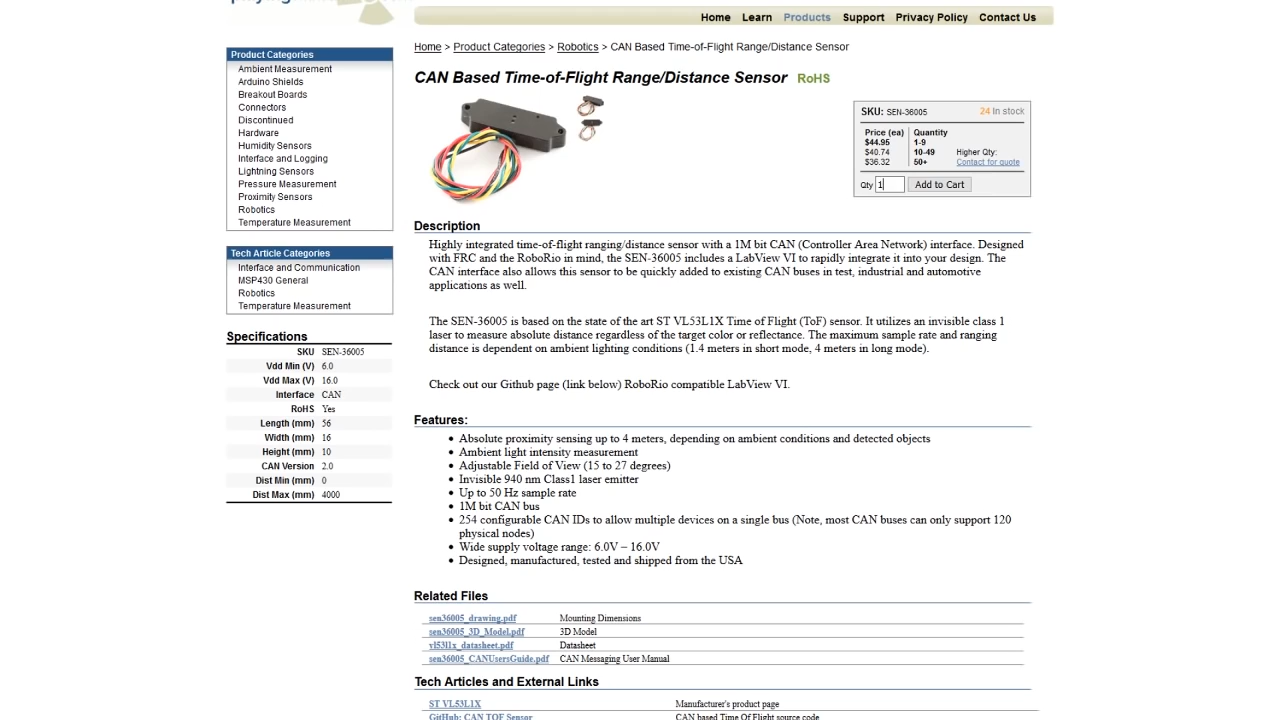 Home Learn Products Support Privacy Policy Contact Us
Home > Product Categories > Robotics > CAN Based Time-of-Flight Range/Distance Sensor
Product Categories
Ambient Measurement
Arduino Shields
Breakout Boards
Connectors
Discontinued
Hardware
Humidity Sensors
Interface and Logging
Lightning Sensors
Pressure Measurement
Proximity Sensors
Robotics
Temperature Measurement
Tech Article Categories
Interface and Communication
MSP430 General
Robotics
Temperature Measurement
Specifications
SKU SEN-36005
Vdd Min (V) 6.0
Vdd Max (V) 16.0
Interface CAN
RoHS Yes
Length (mm) 56
Width (mm) 16
Height (mm) 10
CAN Version 2.0
Dist Min (mm) 0
Dist Max (mm) 4000
CAN Based Time-of-Flight Range/Distance Sensor RoHS
SKU: SEN-36005 24 In stock
Price (ea) Quantity
$44.95 1-9
$40.74 10-49 Higher Qty:
$36.32 50+ Contact for quote
Qty 1 Add to Cart
Description
Highly integrated time-of-flight ranging/distance sensor with a 1M bit CAN (Controller Area Network) interface. Designed
with FRC and the RoboRio in mind, the SEN-36005 includes a LabView VI to rapidly integrate it into your design. The
CAN interface also allows this sensor to be quickly added to existing CAN buses in test, industrial and automotive
applications as well.
The SEN-36005 is based on the state of the art ST VL53L1X Time of Flight (ToF) sensor. It utilizes an invisible class 1
laser to measure absolute distance regardless of the target color or reflectance. The maximum sample rate and ranging
distance is dependent on ambient lighting conditions (1.4 meters in short mode, 4 meters in long mode).
Check out our Github page (link below) RoboRio compatible LabView VI.
Features:
• Absolute proximity sensing up to 4 meters, depending on ambient conditions and detected objects
• Ambient light intensity measurement
• Adjustable Field of View (15 to 27 degrees)
• Invisible 940 nm Class1 laser emitter
• Up to 50 Hz sample rate
• 1M bit CAN bus
• 254 configurable CAN IDs to allow multiple devices on a single bus (Note, most CAN buses can only support 120
physical nodes)
• Wide supply voltage range: 6.0V – 16.0V
• Designed, manufactured, tested and shipped from the USA
Related Files
sen36005_drawing.pdf Mounting Dimensions
sen36005_3D_Model.pdf 3D Model
vl53l1x_datasheet.pdf Datasheet
sen36005_CANUsersGuide.pdf CAN Messaging User Manual
Tech Articles and External Links
ST VL53L1X Manufacturer's product page
GitHub: CAN TOF Sensor CAN based Time Of Flight source code